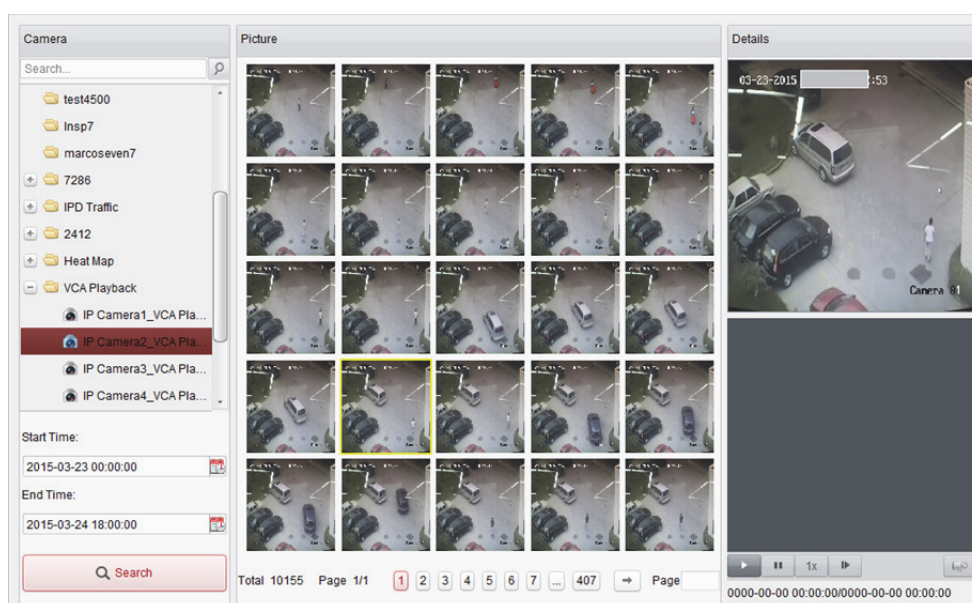 Camera
Search...
test4500
Insp7
marcoseven7
7286
IPD Traffic
2412
Heat Map
VCA Playback
IP Camera1_VCA Pla...
IP Camera2_VCA Pla...
IP Camera3_VCA Pla...
IP Camera4_VCA Pla...
Start Time:
2015-03-23 00:00:00
End Time:
2015-03-24 18:00:00
Search
Picture
Total 10155 Page 1/1 1 2 3 4 5 6 7 ... 407 Page
Details
03-23-2015 :53
Camera 01
1x
0000-00-00 00:00:00/0000-00-00 00:00:00